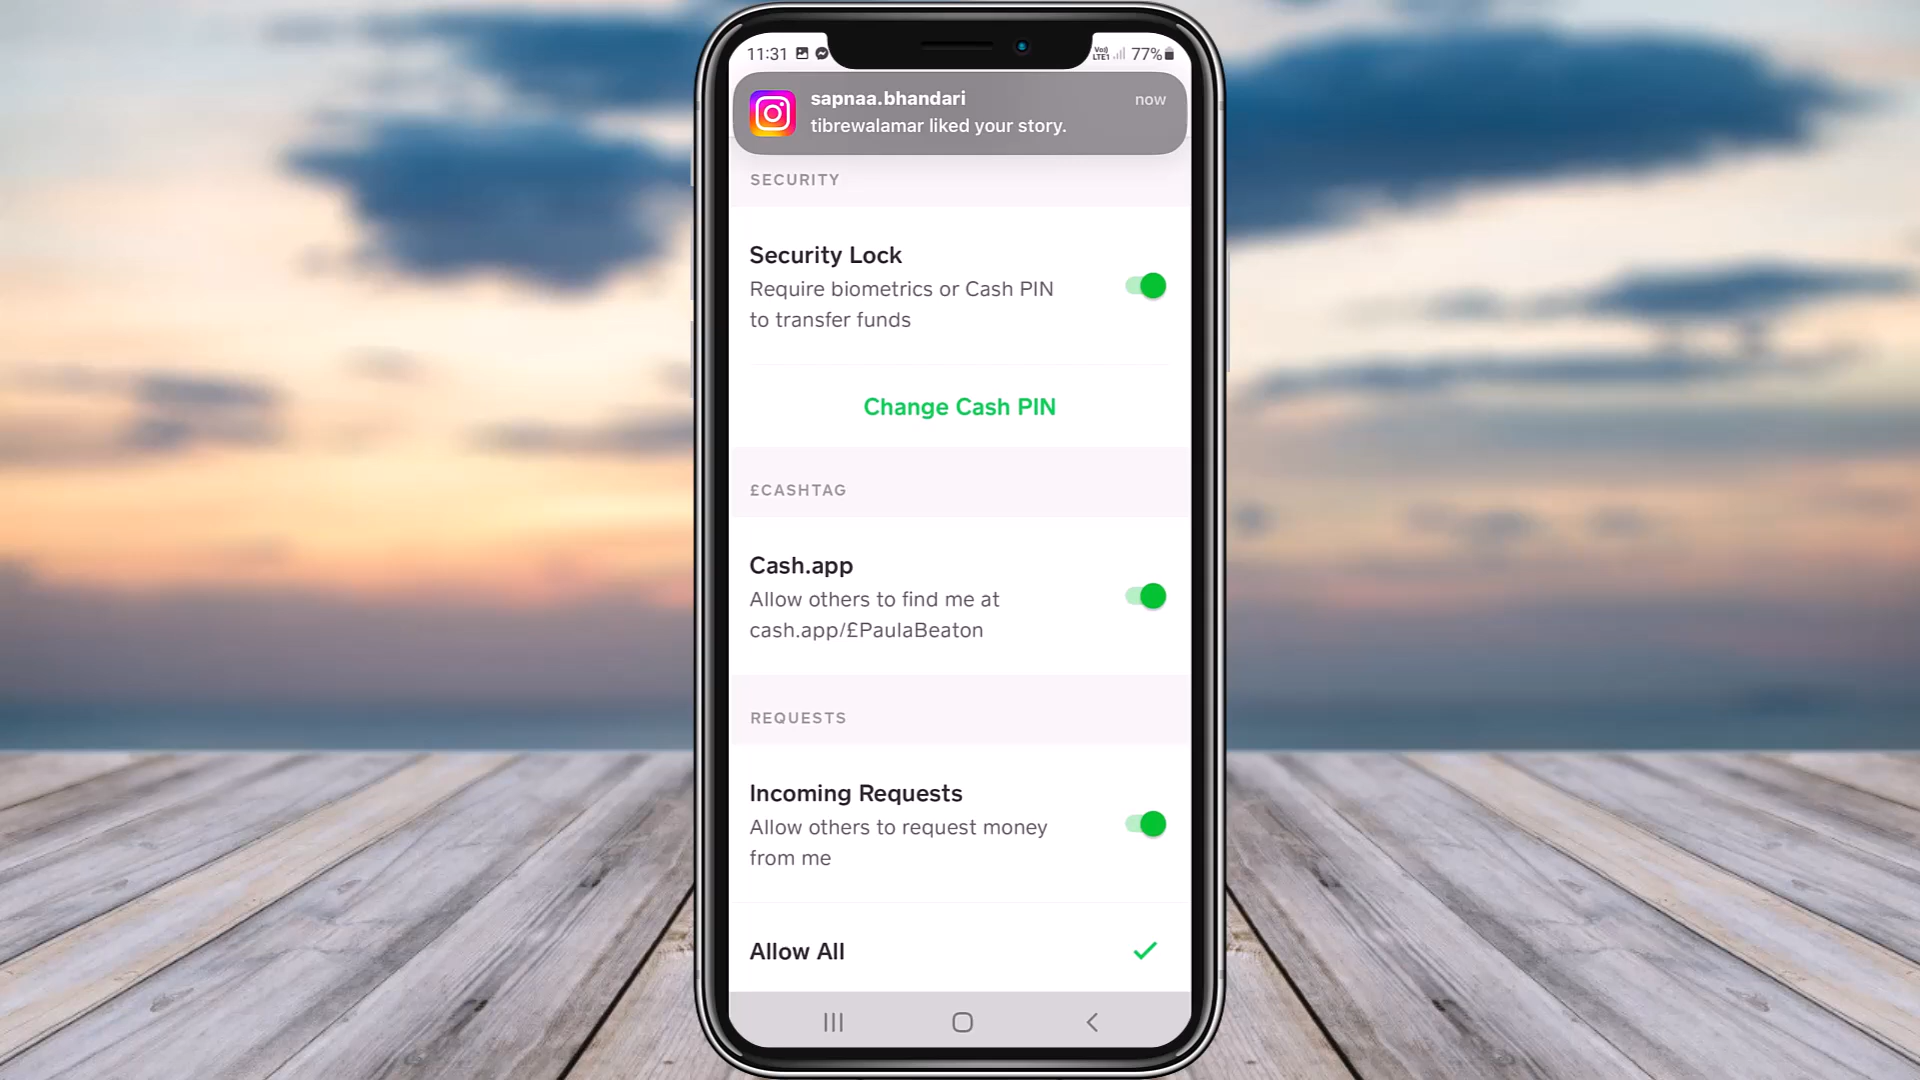 11:31
Vo))
LTE1
77%
sapnaa.bhandari
now
tibrewalamar liked your story.
SECURITY
Security Lock
Require biometrics or Cash PIN
to transfer funds
Change Cash PIN
£CASHTAG
Cash.app
Allow others to find me at
cash.app/£PaulaBeaton
REQUESTS
Incoming Requests
Allow others to request money
from me
Allow All